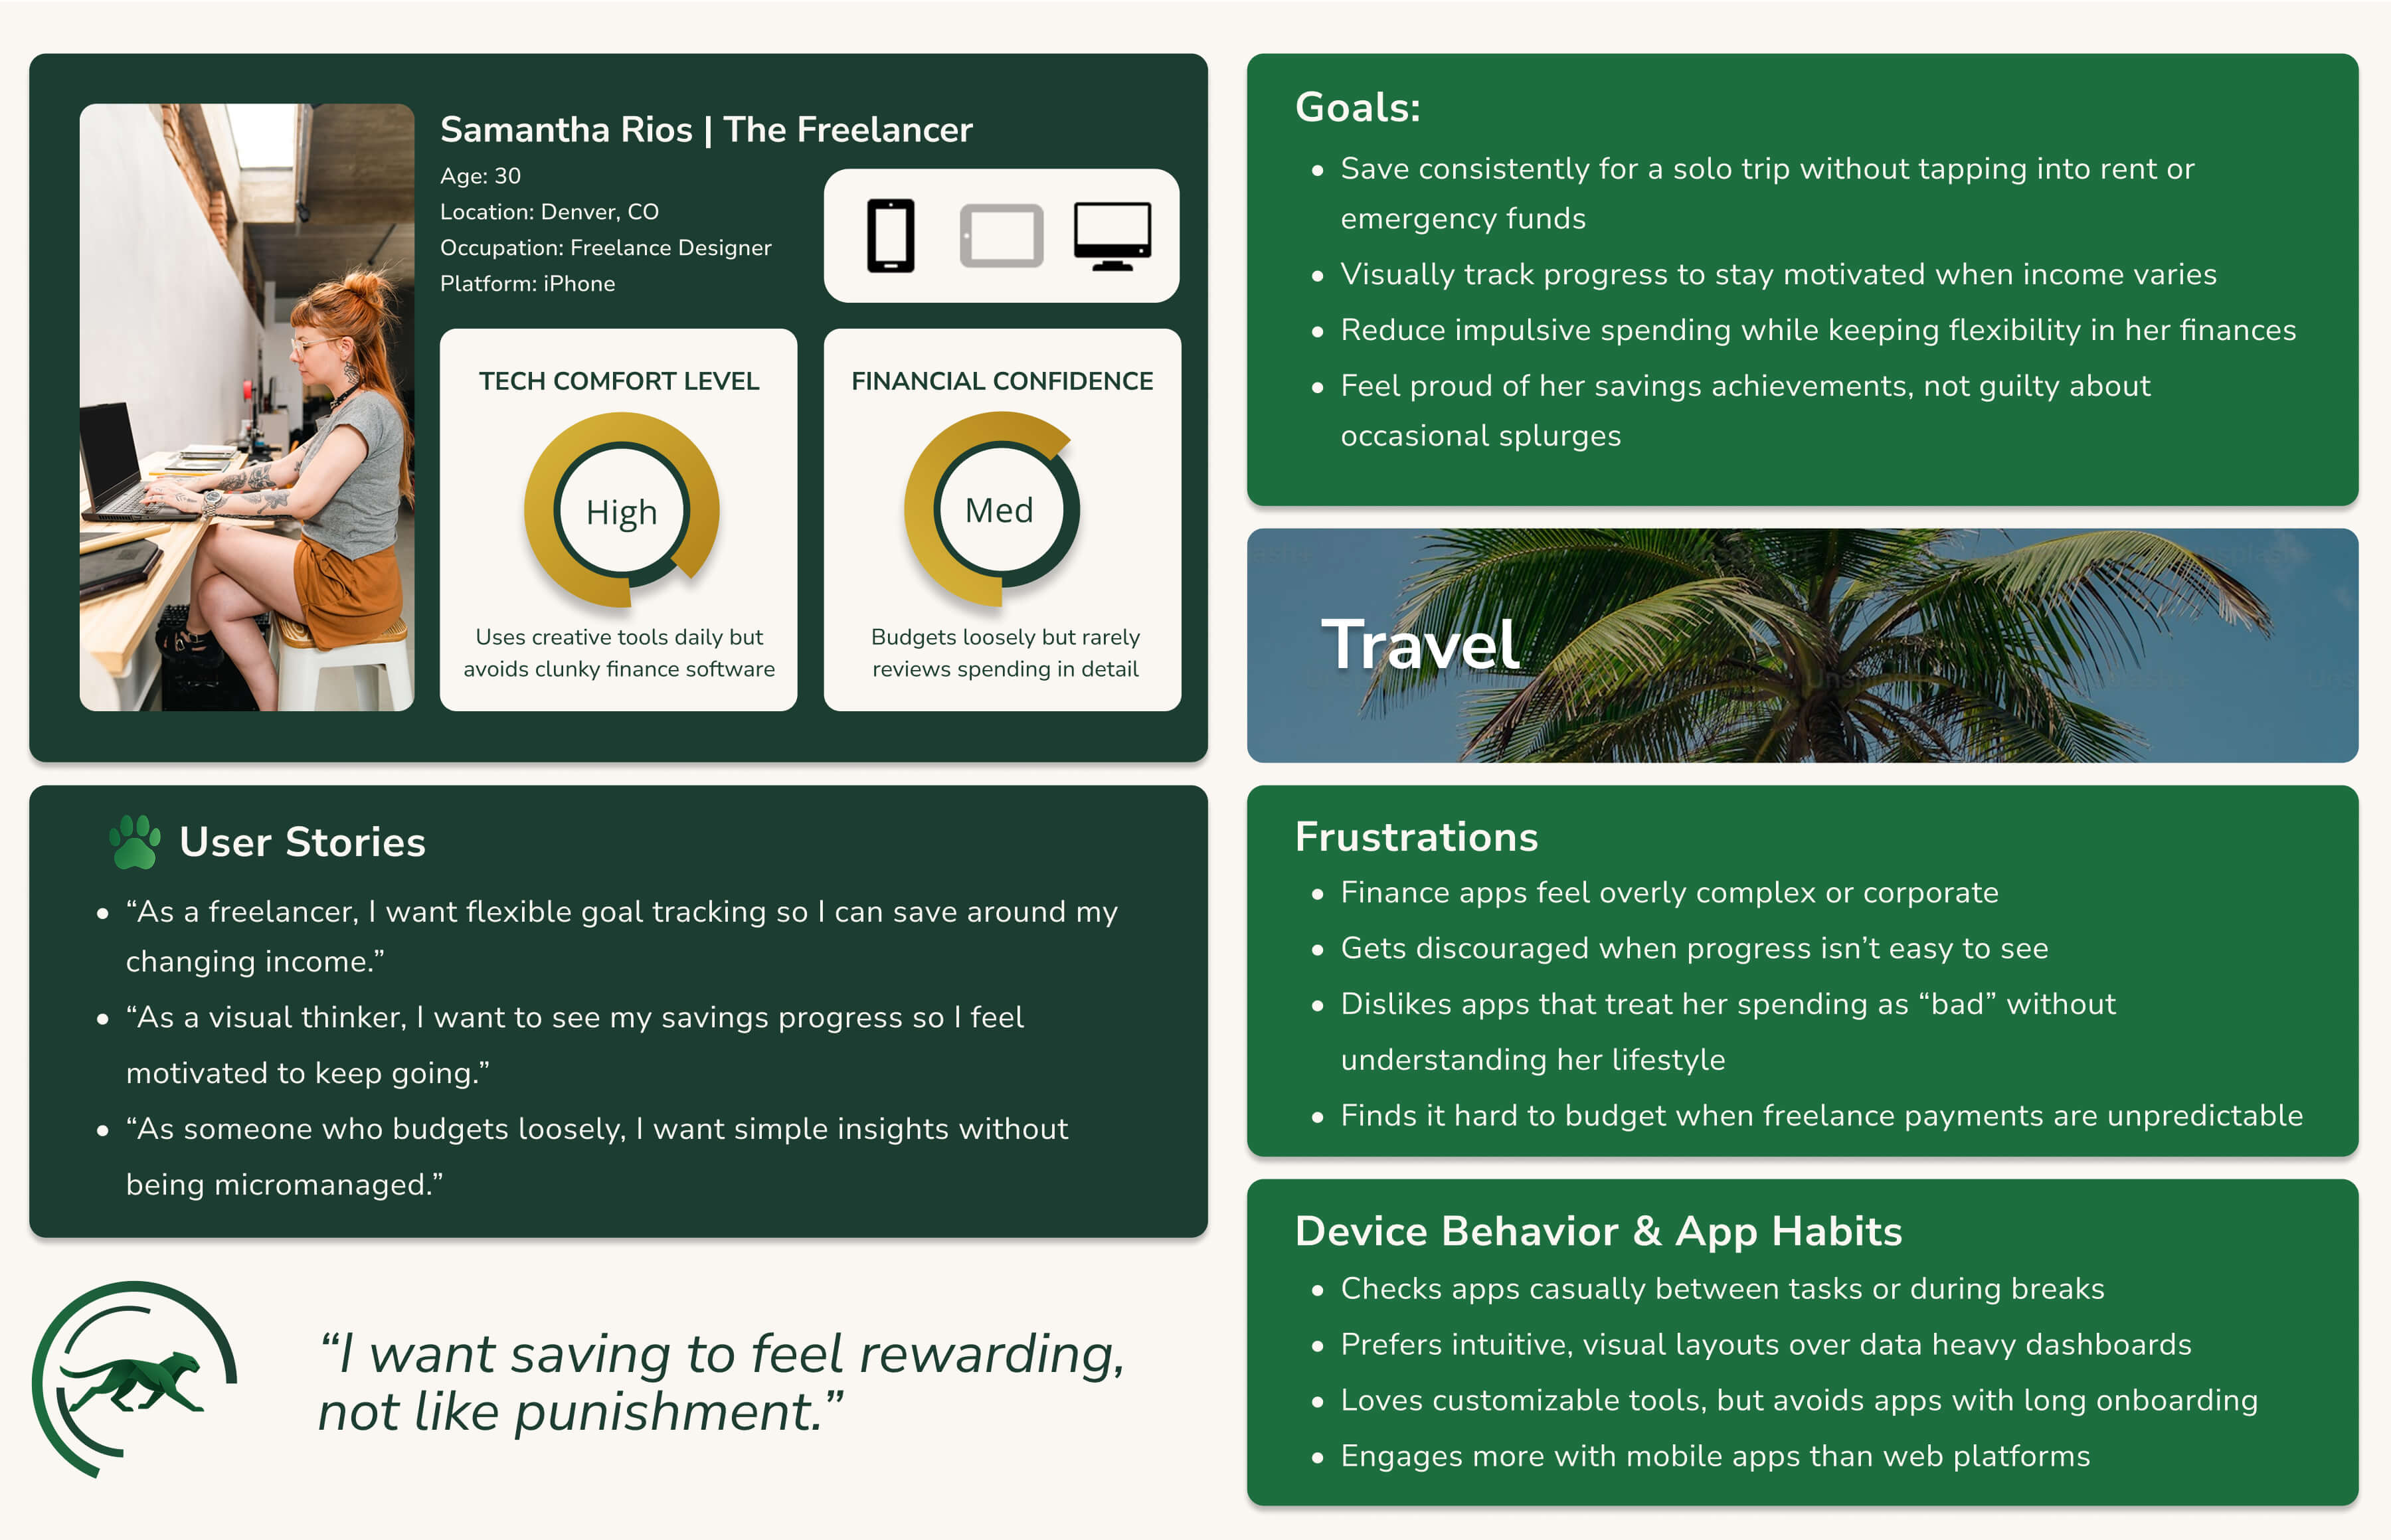 Samantha Rios | The Freelancer
Age: 30
Location: Denver, CO
Occupation: Freelance Designer
Platform: iPhone
TECH COMFORT LEVEL
High
Uses creative tools daily but
avoids clunky finance software
FINANCIAL CONFIDENCE
Med
Budgets loosely but rarely
reviews spending in detail
User Stories
• “As a freelancer, I want flexible goal tracking so I can save around my
changing income.”
• “As a visual thinker, I want to see my savings progress so I feel
motivated to keep going.”
• “As someone who budgets loosely, I want simple insights without
being micromanaged.”
“I want saving to feel rewarding,
not like punishment.”
Goals:
• Save consistently for a solo trip without tapping into rent or
emergency funds
• Visually track progress to stay motivated when income varies
• Reduce impulsive spending while keeping flexibility in her finances
• Feel proud of her savings achievements, not guilty about
occasional splurges
Travel
Frustrations
• Finance apps feel overly complex or corporate
• Gets discouraged when progress isn’t easy to see
• Dislikes apps that treat her spending as “bad” without
understanding her lifestyle
• Finds it hard to budget when freelance payments are unpredictable
Device Behavior & App Habits
• Checks apps casually between tasks or during breaks
• Prefers intuitive, visual layouts over data heavy dashboards
• Loves customizable tools, but avoids apps with long onboarding
• Engages more with mobile apps than web platforms